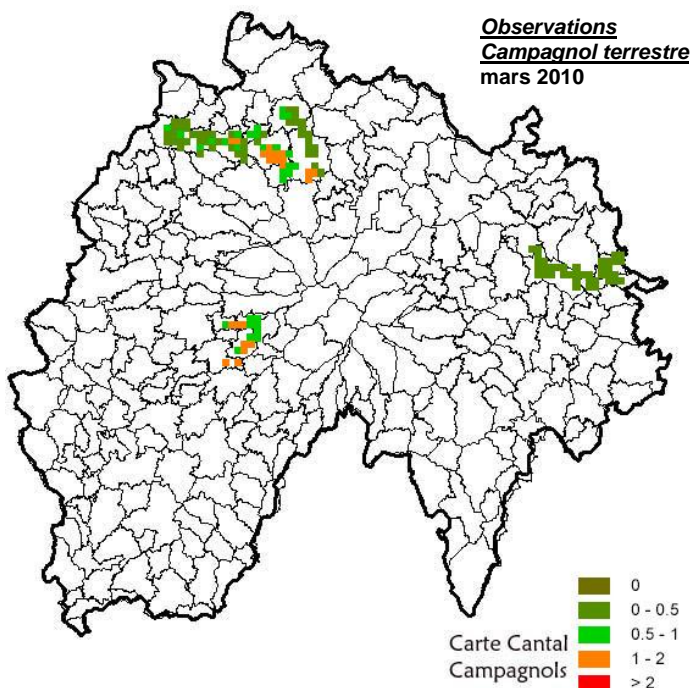 Observations
Campagnol terrestre
mars 2010
0
0 - 0.5
0.5 - 1
1 - 2
> 2
Carte Cantal
Campagnols